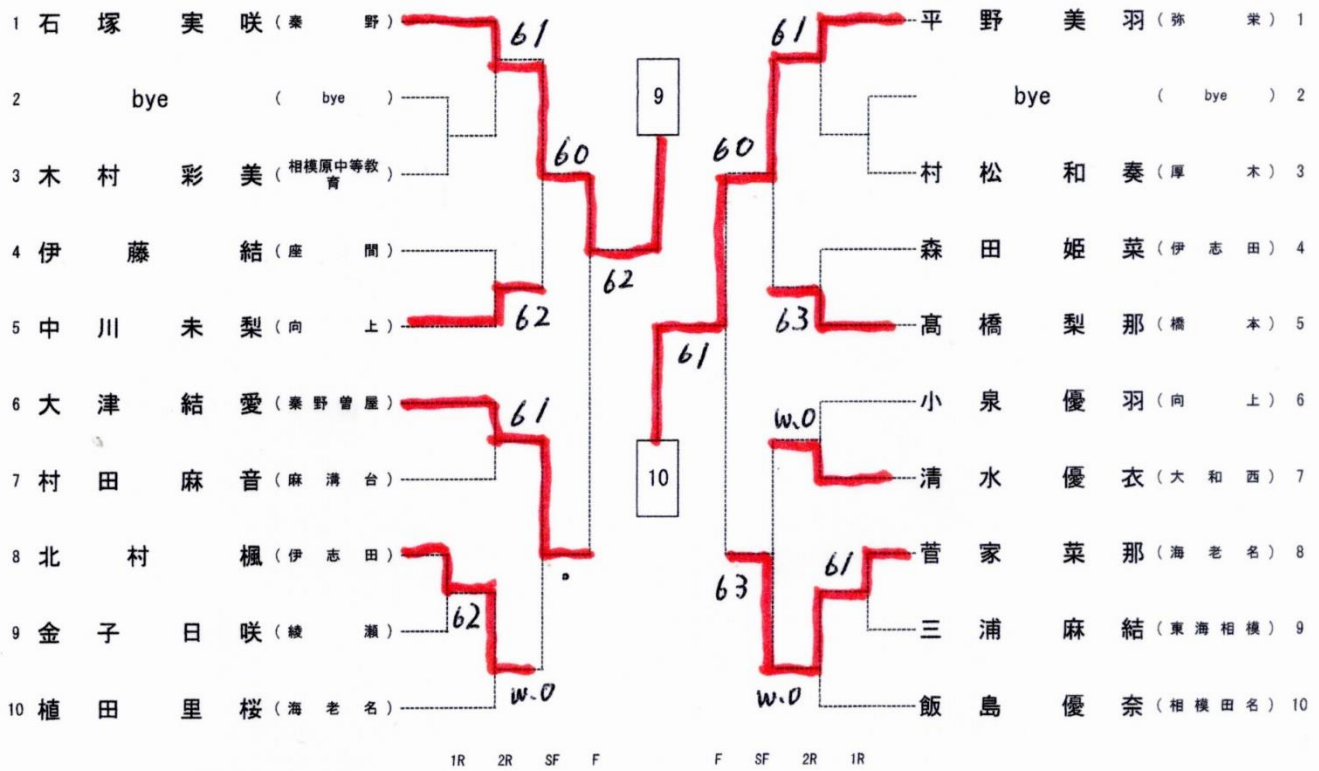 1 石塚 実咲 (秦野) 61 61 平野 美羽 (弥栄) 1
2 bye (bye) 9 bye (bye) 2
3 木村 彩美 (相模原中等教育) 60 60 村松 和奏 (厚木) 3
4 伊藤 結 (座間) 62 森田 姫菜 (伊志田) 4
5 中川 未梨 (向上) 62 61 63 髙橋 梨那 (橋本) 5
6 大津 結愛 (秦野曽屋) 61 w.o 小泉 優羽 (向上) 6
7 村田 麻音 (麻溝台) 10 清水 優衣 (大和西) 7
8 北村 楓 (伊志田) 63 61 菅家 菜那 (海老名) 8
9 金子 日咲 (綾瀬) 62 三浦 麻結 (東海相模) 9
10 植田 里桜 (海老名) w.o w.o 飯島 優奈 (相模田名) 10
1R 2R SF F F SF 2R 1R